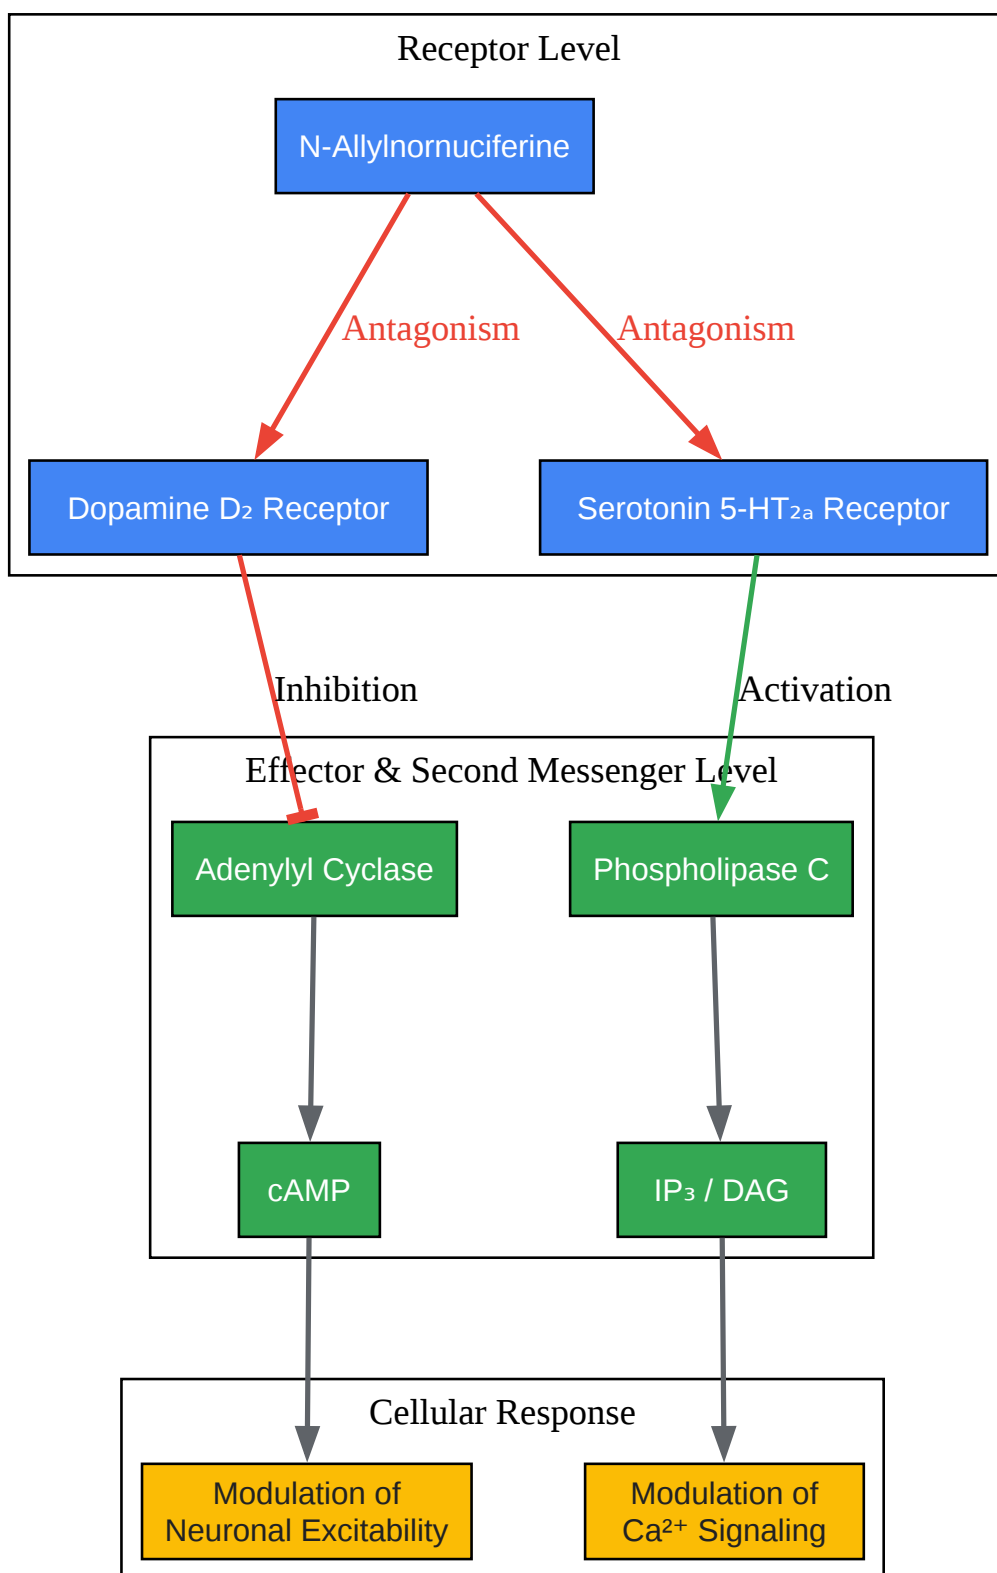 Receptor Level
N-Allylnornuciferine
Antagonism
Antagonism
Dopamine D₂ Receptor
Serotonin 5-HT₂ₐ Receptor
Inhibition
Activation
Effector & Second Messenger Level
Adenylyl Cyclase
Phospholipase C
cAMP
IP₃ / DAG
Cellular Response
Modulation of
Neuronal Excitability
Modulation of
Ca²⁺ Signaling